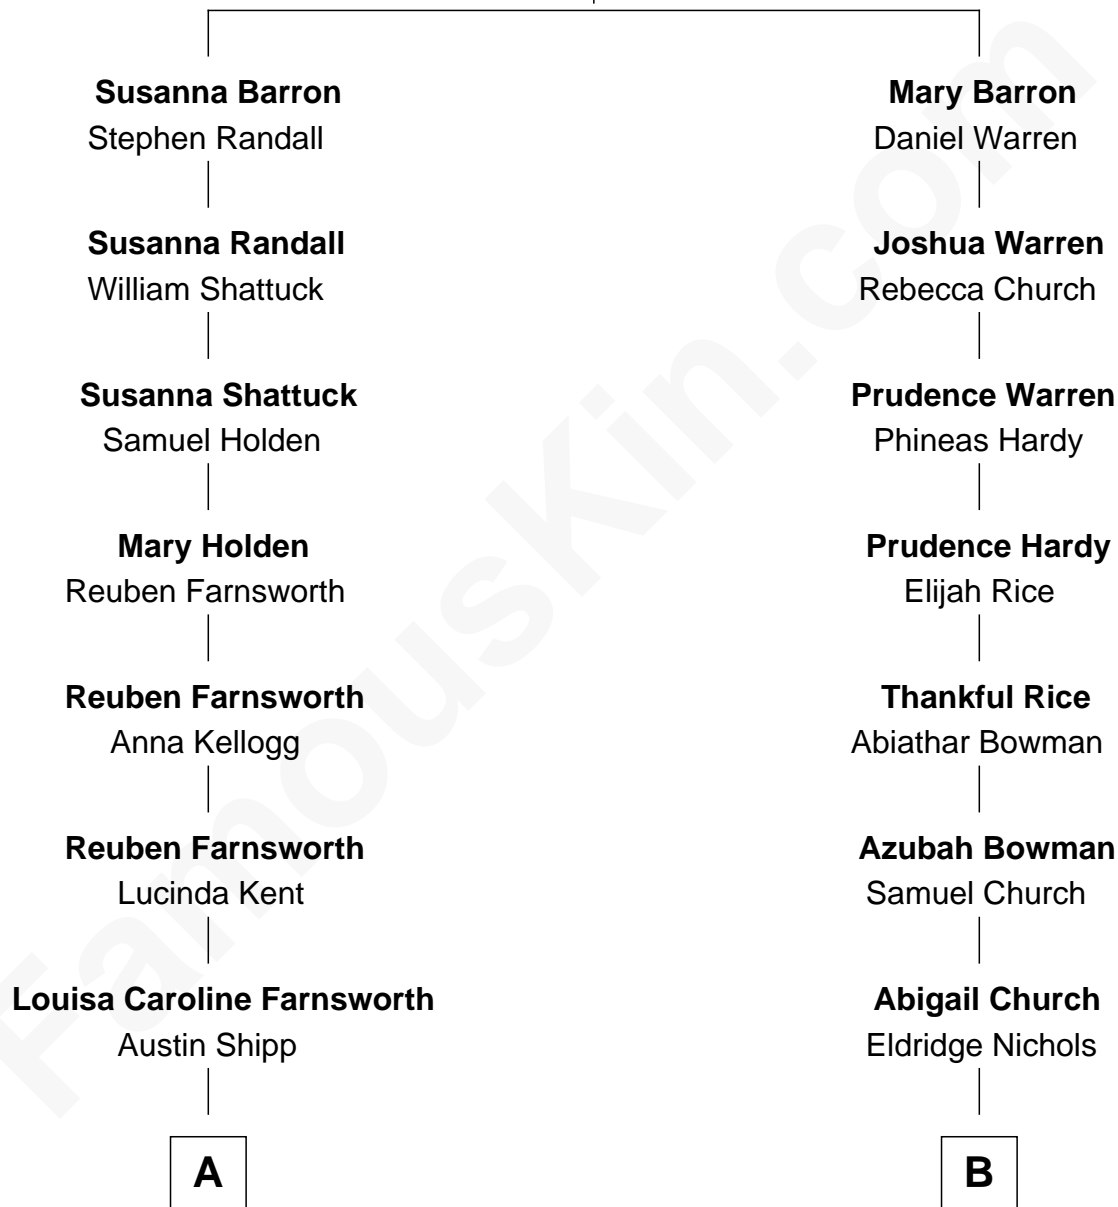 Susanna Barron
Stephen Randall
Susanna Randall
William Shattuck
Susanna Shattuck
Samuel Holden
Mary Holden
Reuben Farnsworth
Reuben Farnsworth
Anna Kellogg
Reuben Farnsworth
Lucinda Kent
Louisa Caroline Farnsworth
Austin Shipp
A
Mary Barron
Daniel Warren
Joshua Warren
Rebecca Church
Prudence Warren
Phineas Hardy
Prudence Hardy
Elijah Rice
Thankful Rice
Abiathar Bowman
Azubah Bowman
Samuel Church
Abigail Church
Eldridge Nichols
B
FamousKin.com